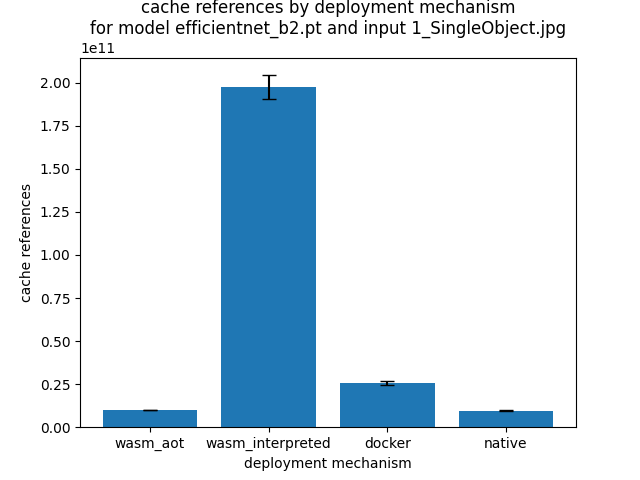 cache references by deployment mechanism
for model efficientnet_b2.pt and input 1_SingleObject.jpg
1e11
2.00
1.75
1.50
1.25
1.00
0.75
0.50
0.25
0.00
cache references
wasm_aot wasm_interpreted docker native
deployment mechanism